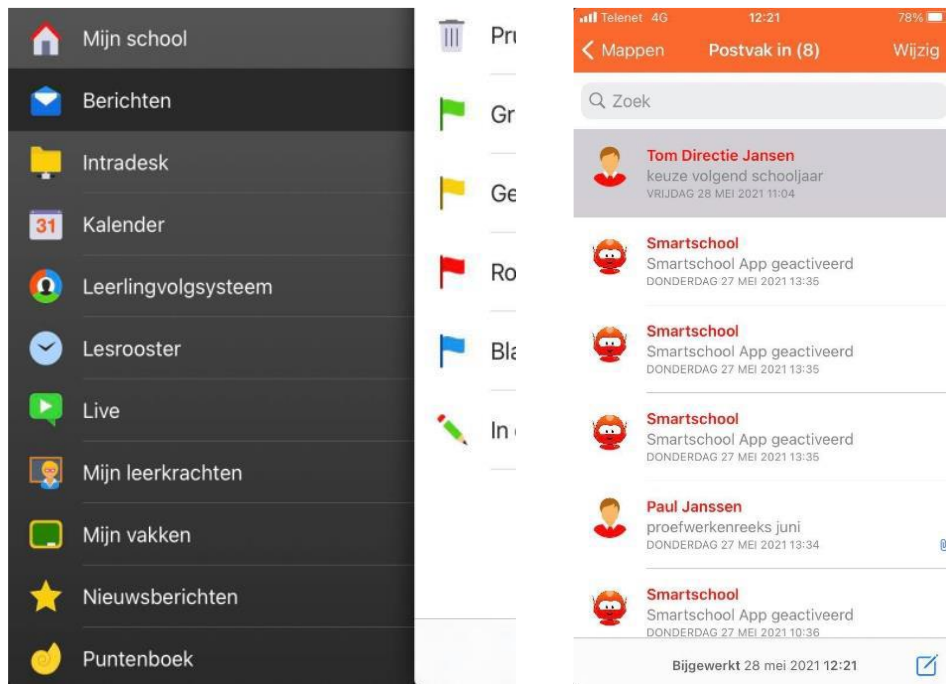 Mijn school
Berichten
Intradesk
Kalender
31
Leerlingvolgsysteem
Lesrooster
Live
Mijn leerkrachten
Mijn vakken
Nieuwsberichten
Puntenboek
Gr
Ge
Ro
In
Telenet 4G 12:21 78%
Mappen Postvak in (8) Wijzig
Zoek
Tom Directie Jansen
keuze volgend schooljaar
VRIJDAG 28 MEI 2021 11:04
Smartschool
Smartschool App geactiveerd
DONDERDAG 27 MEI 2021 13:35
Smartschool
Smartschool App geactiveerd
DONDERDAG 27 MEI 2021 13:35
Smartschool
Smartschool App geactiveerd
DONDERDAG 27 MEI 2021 13:35
Paul Janssen
proefwerkenreeks juni
DONDERDAG 27 MEI 2021 13:34
Smartschool
Smartschool App geactiveerd
DONDERDAG 27 MEI 2021 10:36
Bijgewerkt 28 mei 2021 12:21